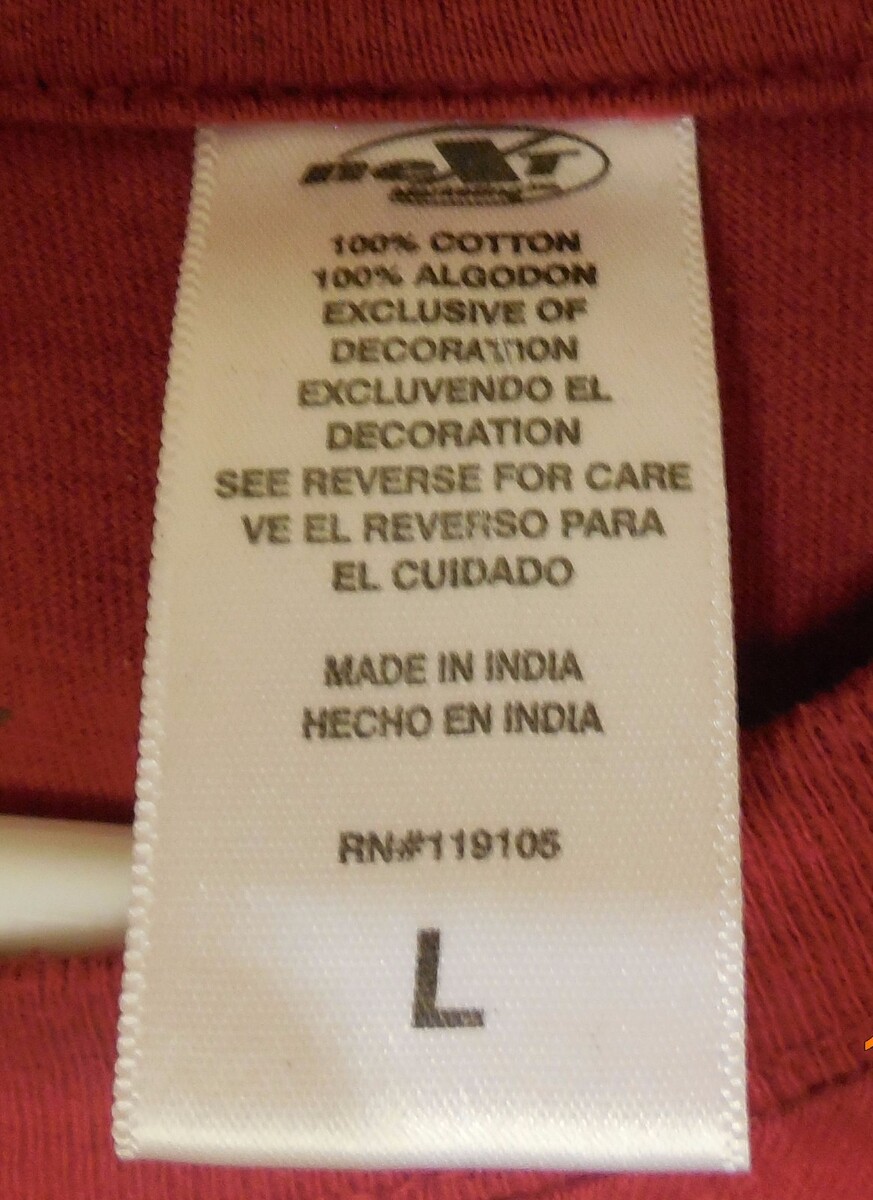 neXT
100% COTTON
100% ALGODON
EXCLUSIVE OF
DECORATION
EXCLUVENDO EL
DECORATION
SEE REVERSE FOR CARE
VE EL REVERSO PARA
EL CUIDADO
MADE IN INDIA
HECHO EN INDIA
RN#119105
L